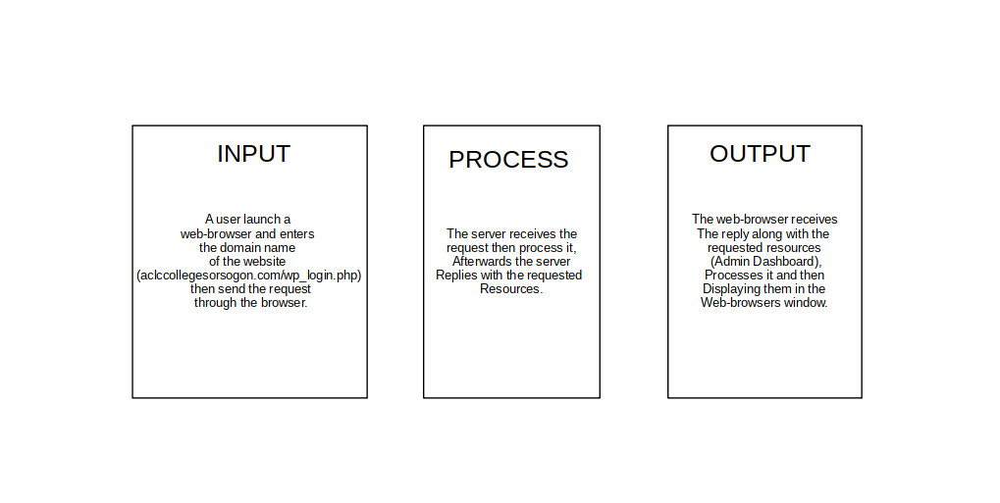 INPUT
A user launch a
web-browser and enters
the domain name
of the website
(aclccollegesorsogon.com/wp_login.php)
then send the request
through the browser.
PROCESS
The server receives the
request then process it,
Afterwards the server
Replies with the requested
Resources.
OUTPUT
The web-browser receives
The reply along with the
requested resources
(Admin Dashboard),
Processes it and then
Displaying them in the
Web-browsers window.